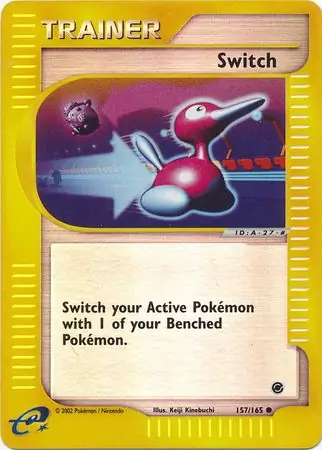 TRAINER
Switch
ID:A-27-#
Switch your Active Pokémon
with 1 of your Benched
Pokémon.
e
© 2002 Pokémon / Nintendo
Illus. Keiji Kinebuchi
157/165 ●